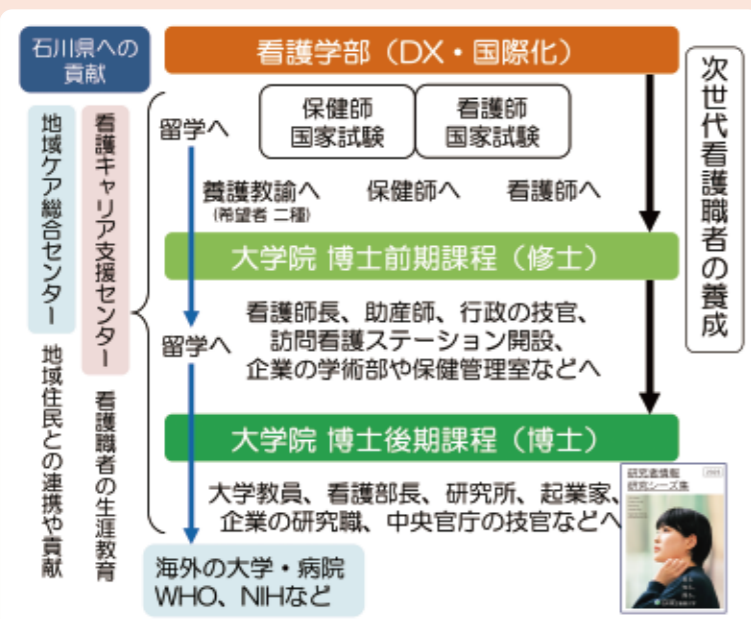 石川県への
貢献
看護学部（DX・国際化）
次世代看護職者の養成
地域ケア総合センター 地域住民との連携や貢献
看護キャリア支援センター 看護職者の生涯教育
留学へ
保健師
国家試験
看護師
国家試験
養護教諭へ
(希望者 二種)
保健師へ
看護師へ
大学院 博士前期課程（修士）
看護師長、助産師、行政の技官、
訪問看護ステーション開設、
企業の学術部や保健管理室などへ
留学へ
大学院 博士後期課程（博士）
大学教員、看護部長、研究所、起業家、
企業の研究職、中央官庁の技官などへ
海外の大学・病院
WHO、NIHなど
研究者情報
研究シーズ集